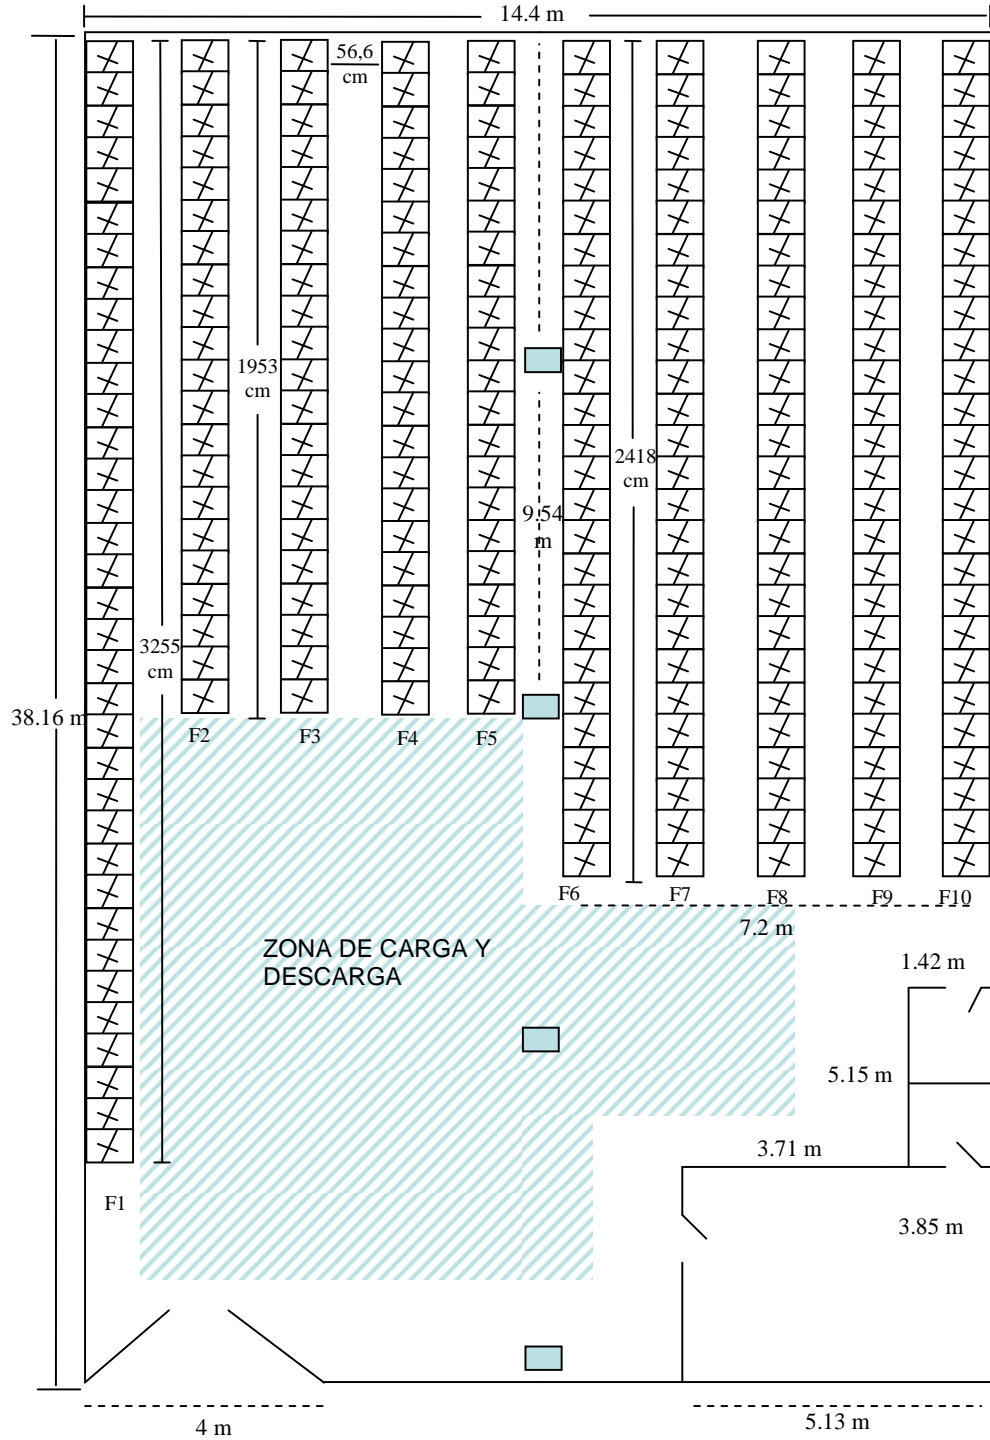 14.4 m
56,6
cm
1953
cm
2418
cm
9.54
m
3255
cm
38.16 m
F2
F3
F4
F5
F6
F7
F8
F9
F10
7.2 m
ZONA DE CARGA Y
DESCARGA
1.42 m
5.15 m
3.71 m
F1
3.85 m
4 m
5.13 m